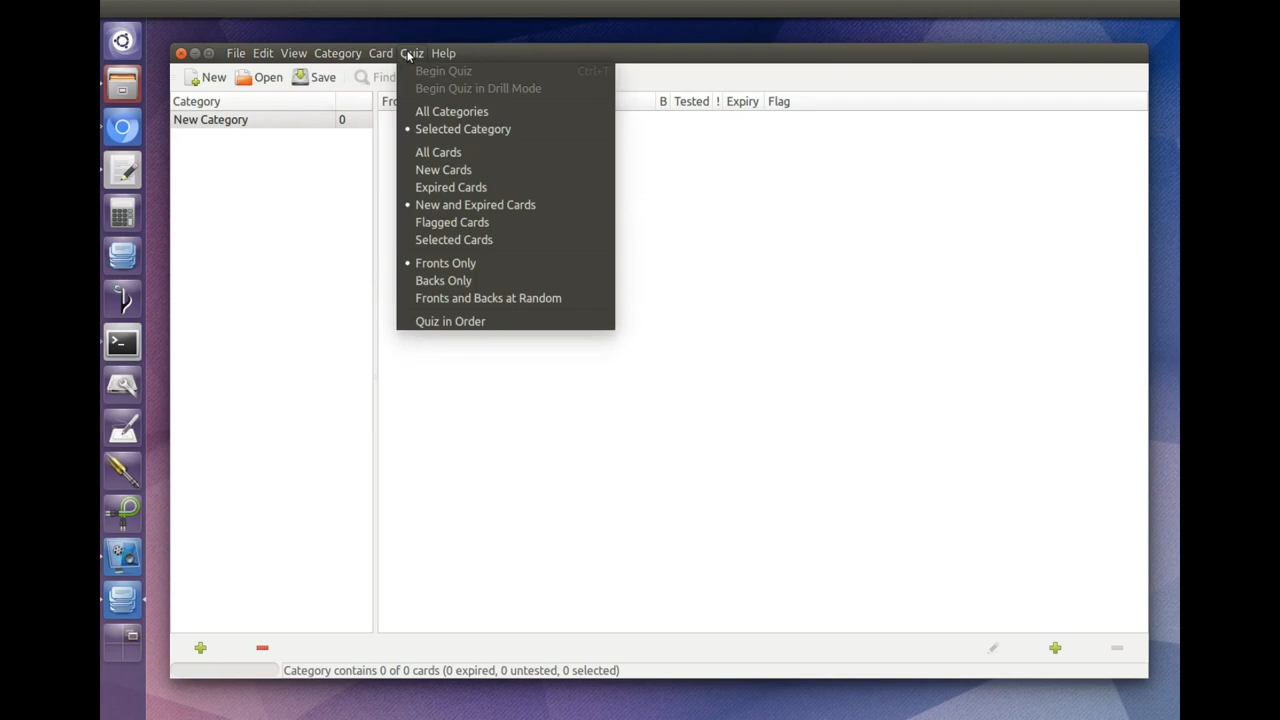 File Edit View Category Card Quiz Help
New Open Save Find
Category
New Category 0
Begin Quiz Ctrl+T
Begin Quiz in Drill Mode
All Categories
• Selected Category
All Cards
New Cards
Expired Cards
• New and Expired Cards
Flagged Cards
Selected Cards
• Fronts Only
Backs Only
Fronts and Backs at Random
Quiz in Order
B Tested ! Expiry Flag
Category contains 0 of 0 cards (0 expired, 0 untested, 0 selected)